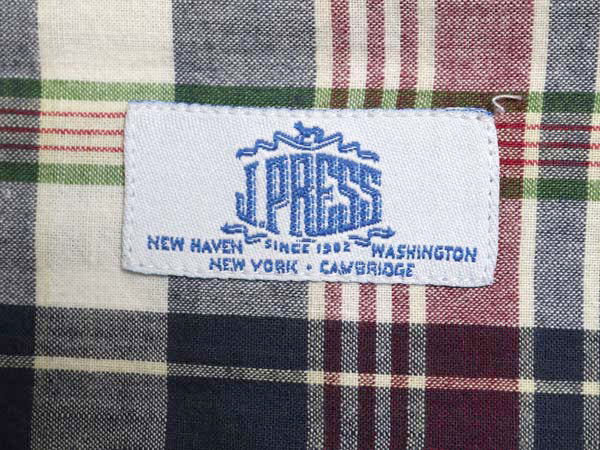 J.PRESS
SINCE 1902
NEW HAVEN WASHINGTON
NEW YORK · CAMBRIDGE